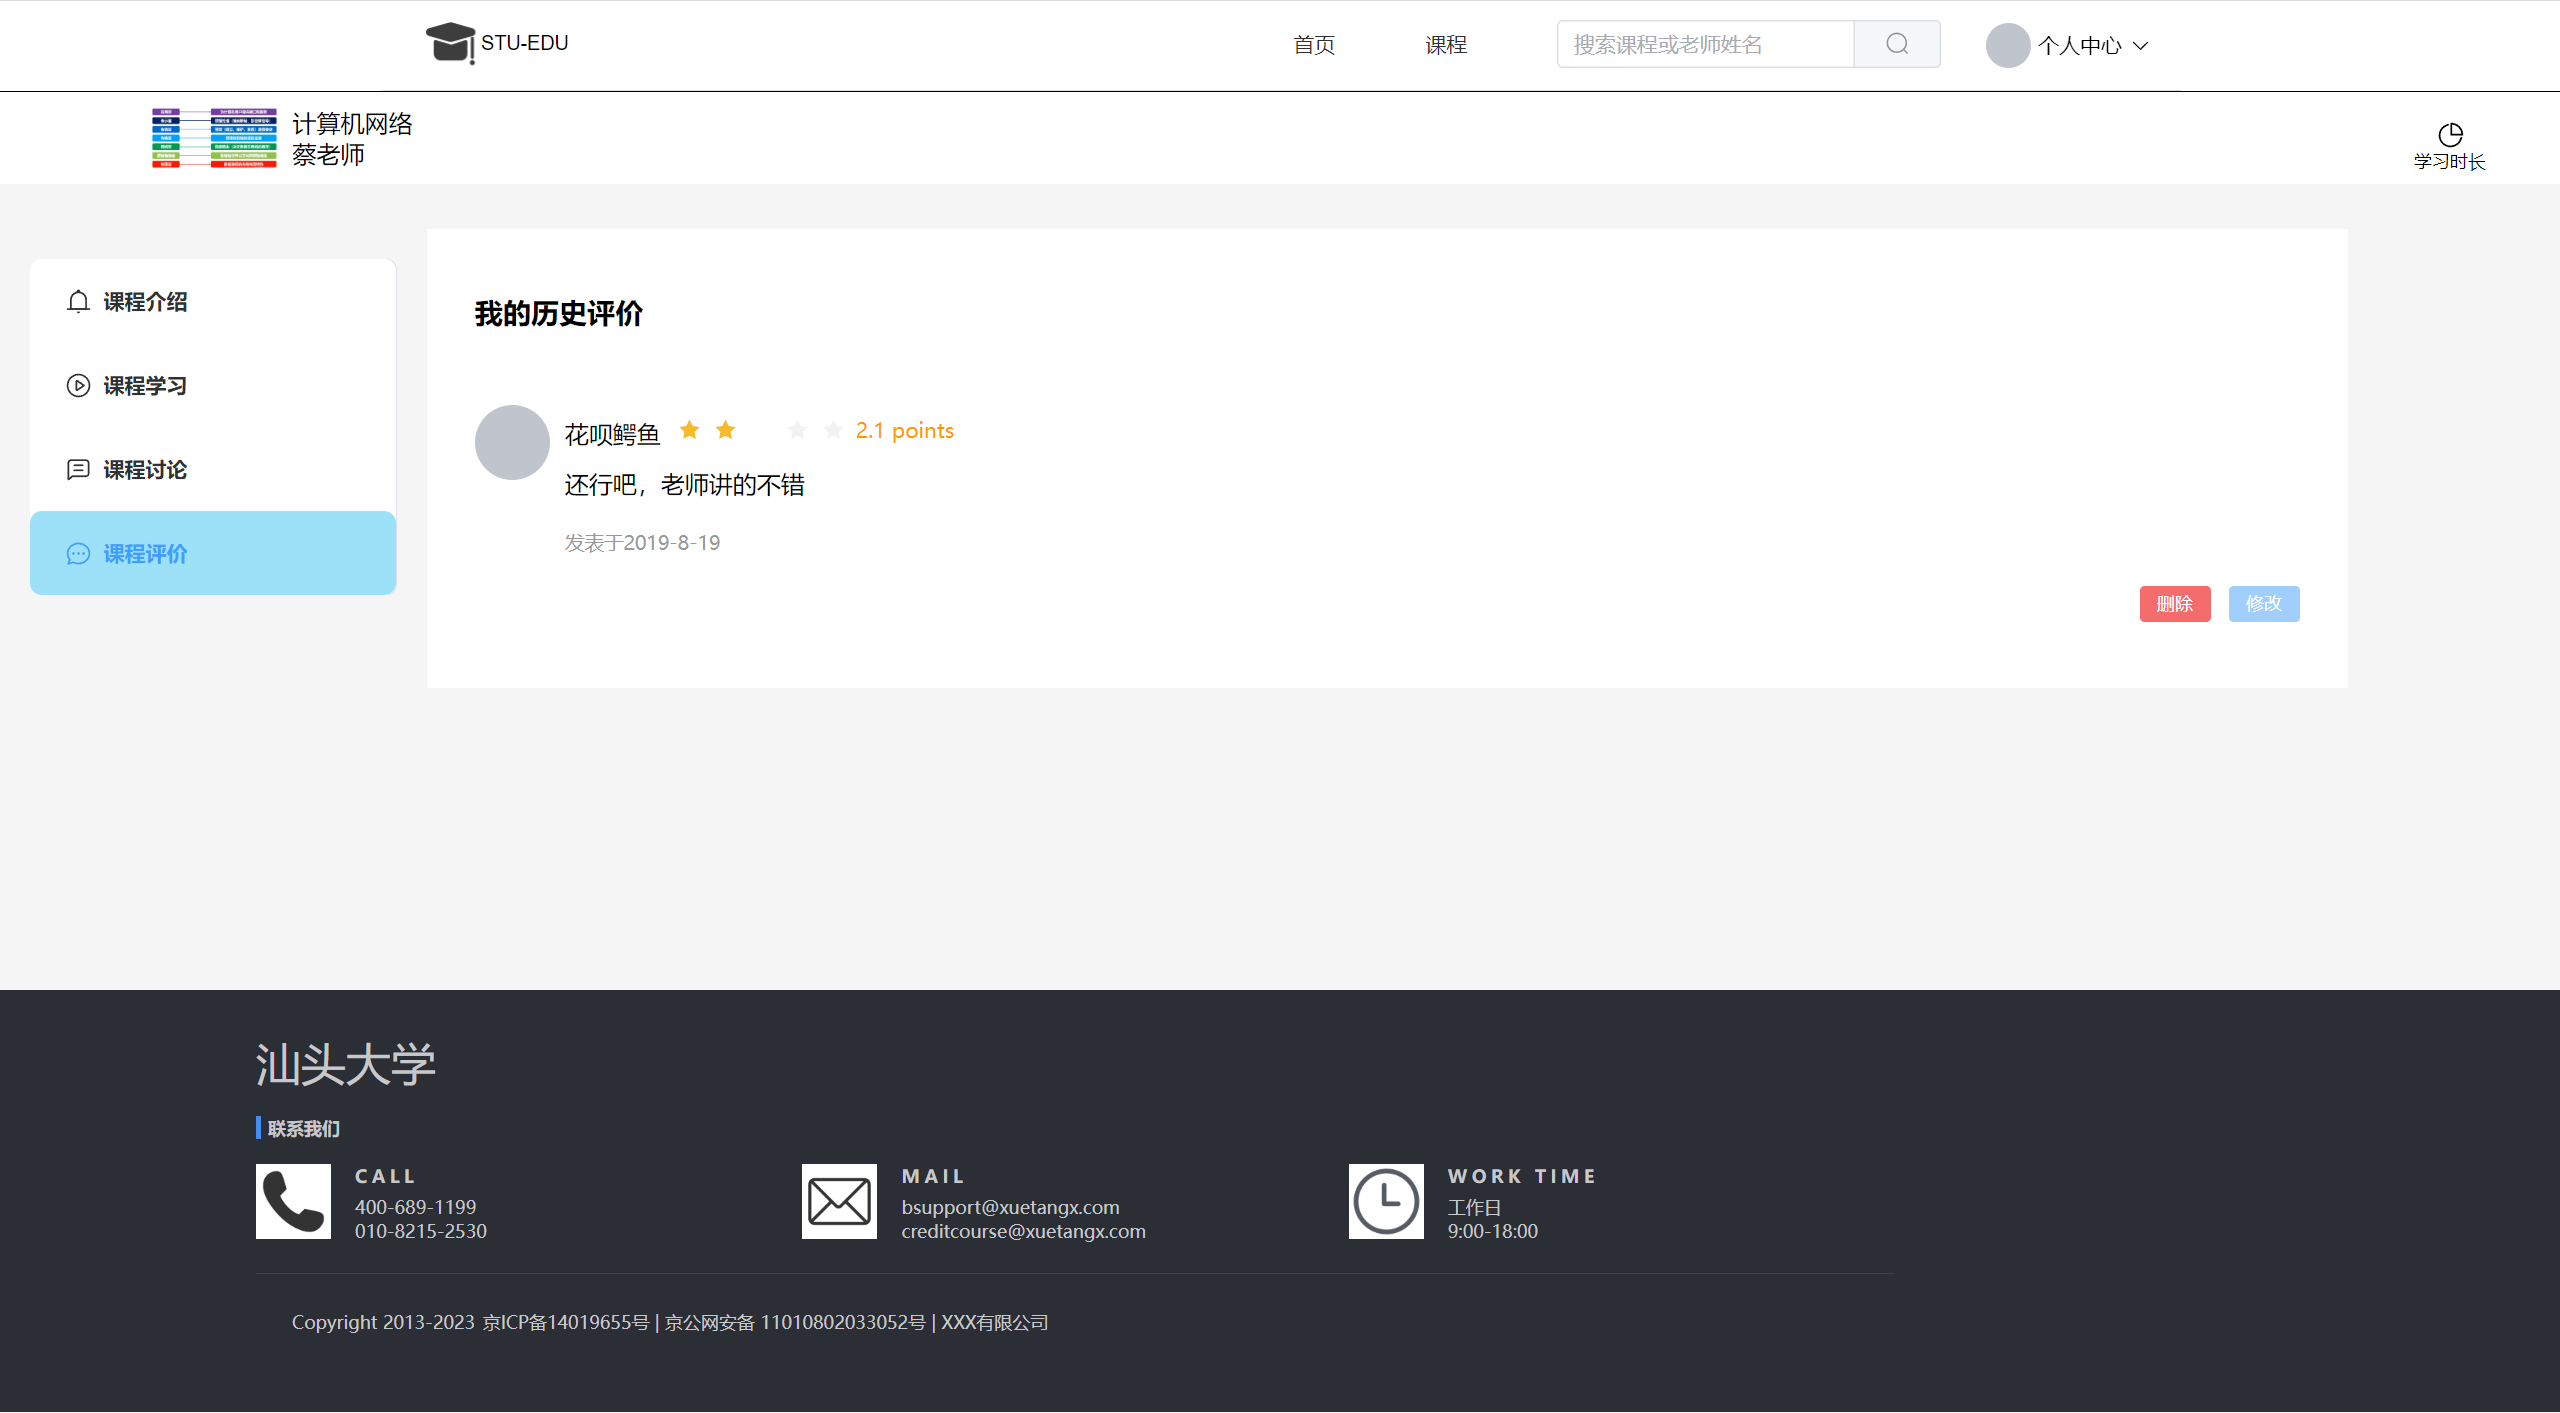 STU-EDU
首页
课程
搜索课程或老师姓名
个人中心
计算机网络
蔡老师
学习时长
课程介绍
课程学习
课程讨论
课程评价
我的历史评价
花呗鳄鱼 2.1 points
还行吧，老师讲的不错
发表于2019-8-19
删除 修改
汕头大学
联系我们
CALL
400-689-1199
010-8215-2530
MAIL
bsupport@xuetangx.com
creditcourse@xuetangx.com
WORK TIME
工作日
9:00-18:00
Copyright 2013-2023 京ICP备14019655号 | 京公网安备 11010802033052号 | XXX有限公司